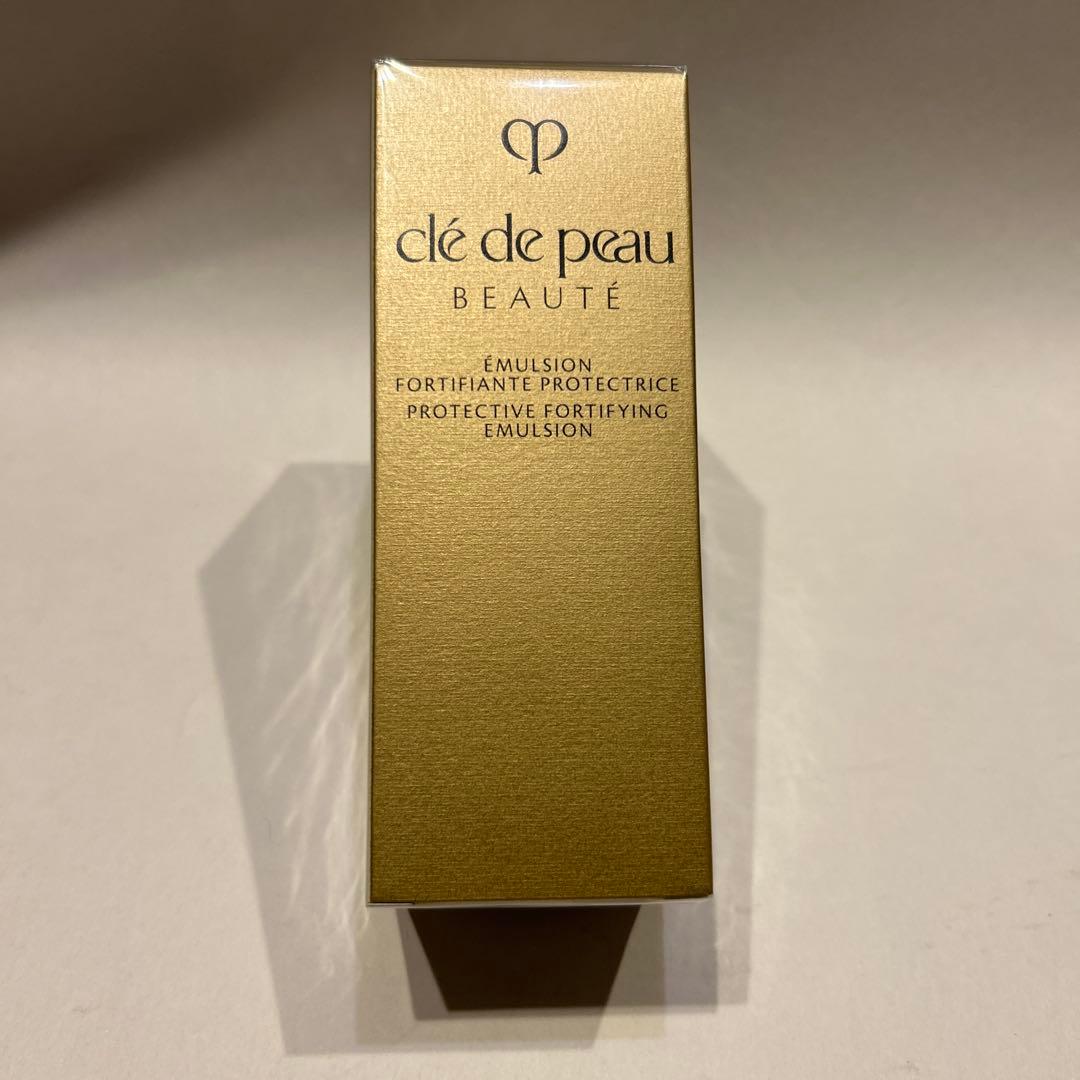 clé de peau
BEAUTÉ
ÉMULSION
FORTIFIANTE PROTECTRICE
PROTECTIVE FORTIFYING
EMULSION